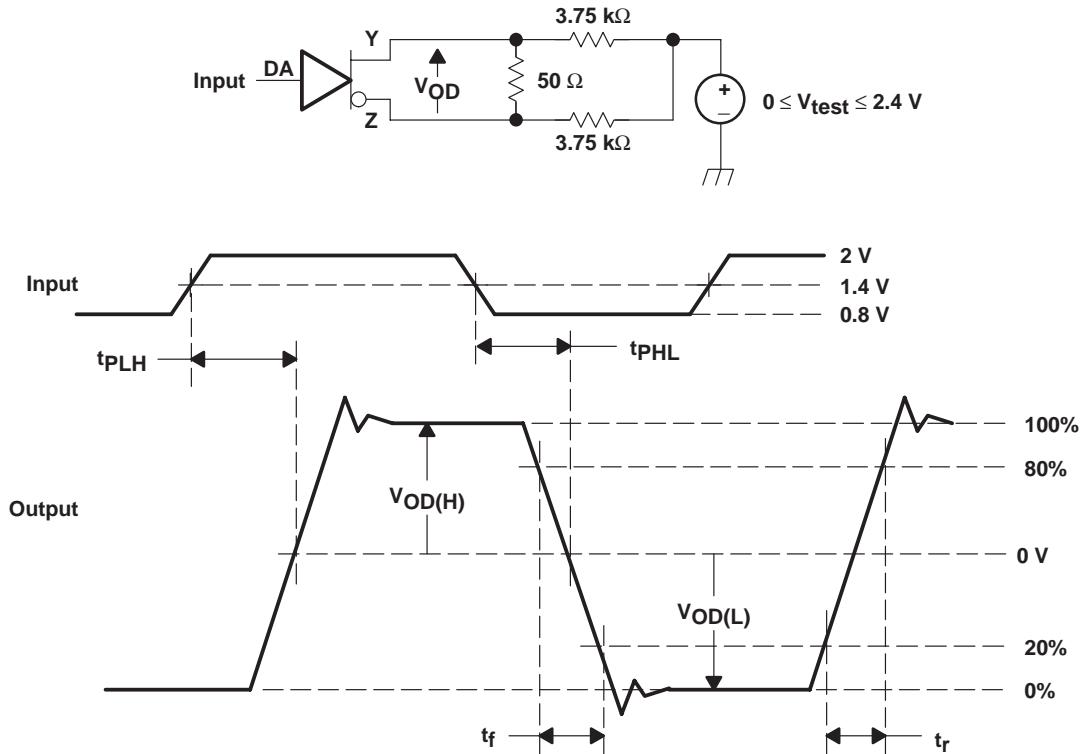 3.75 kΩ
Y
Input DA
VOD
50 Ω
+
–
0 ≤ Vtest ≤ 2.4 V
Z
3.75 kΩ
2 V
Input
1.4 V
0.8 V
tPLH
tPHL
100%
80%
VOD(H)
Output
0 V
VOD(L)
20%
0%
tf
tr